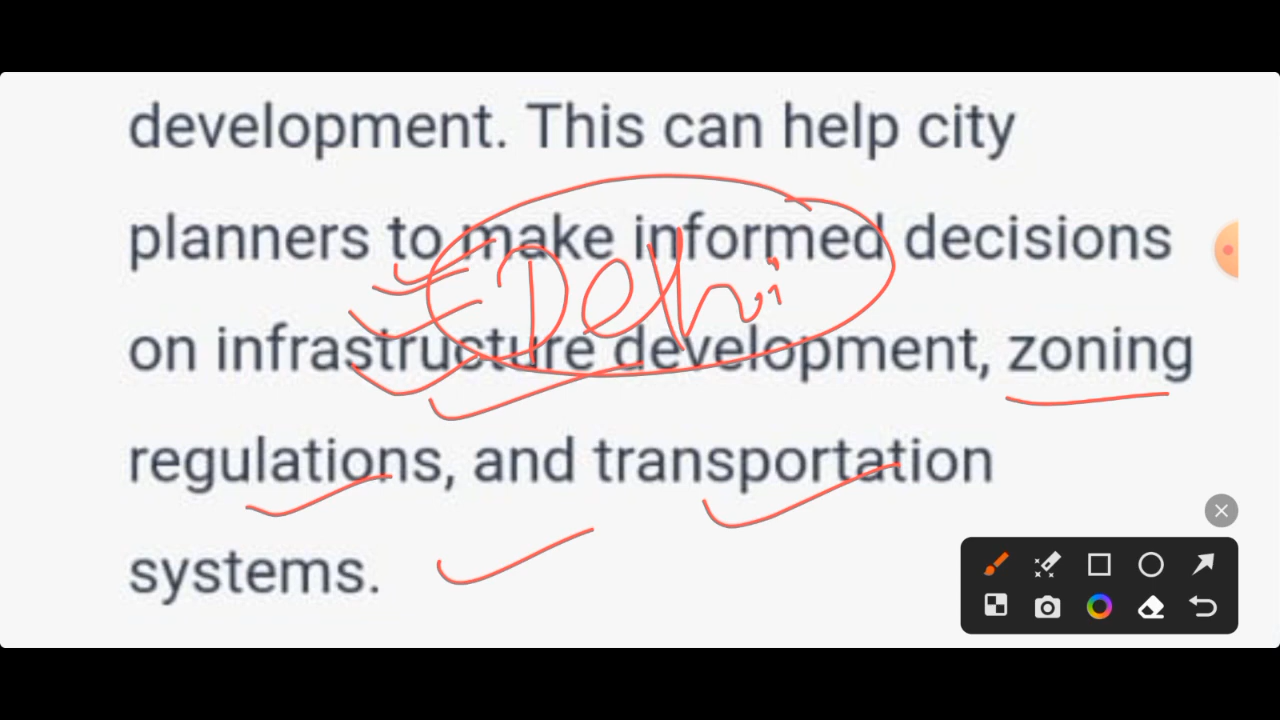 development. This can help city
planners to make informed decisions
Delhi
on infrastructure development, zoning
regulations, and transportation
systems.